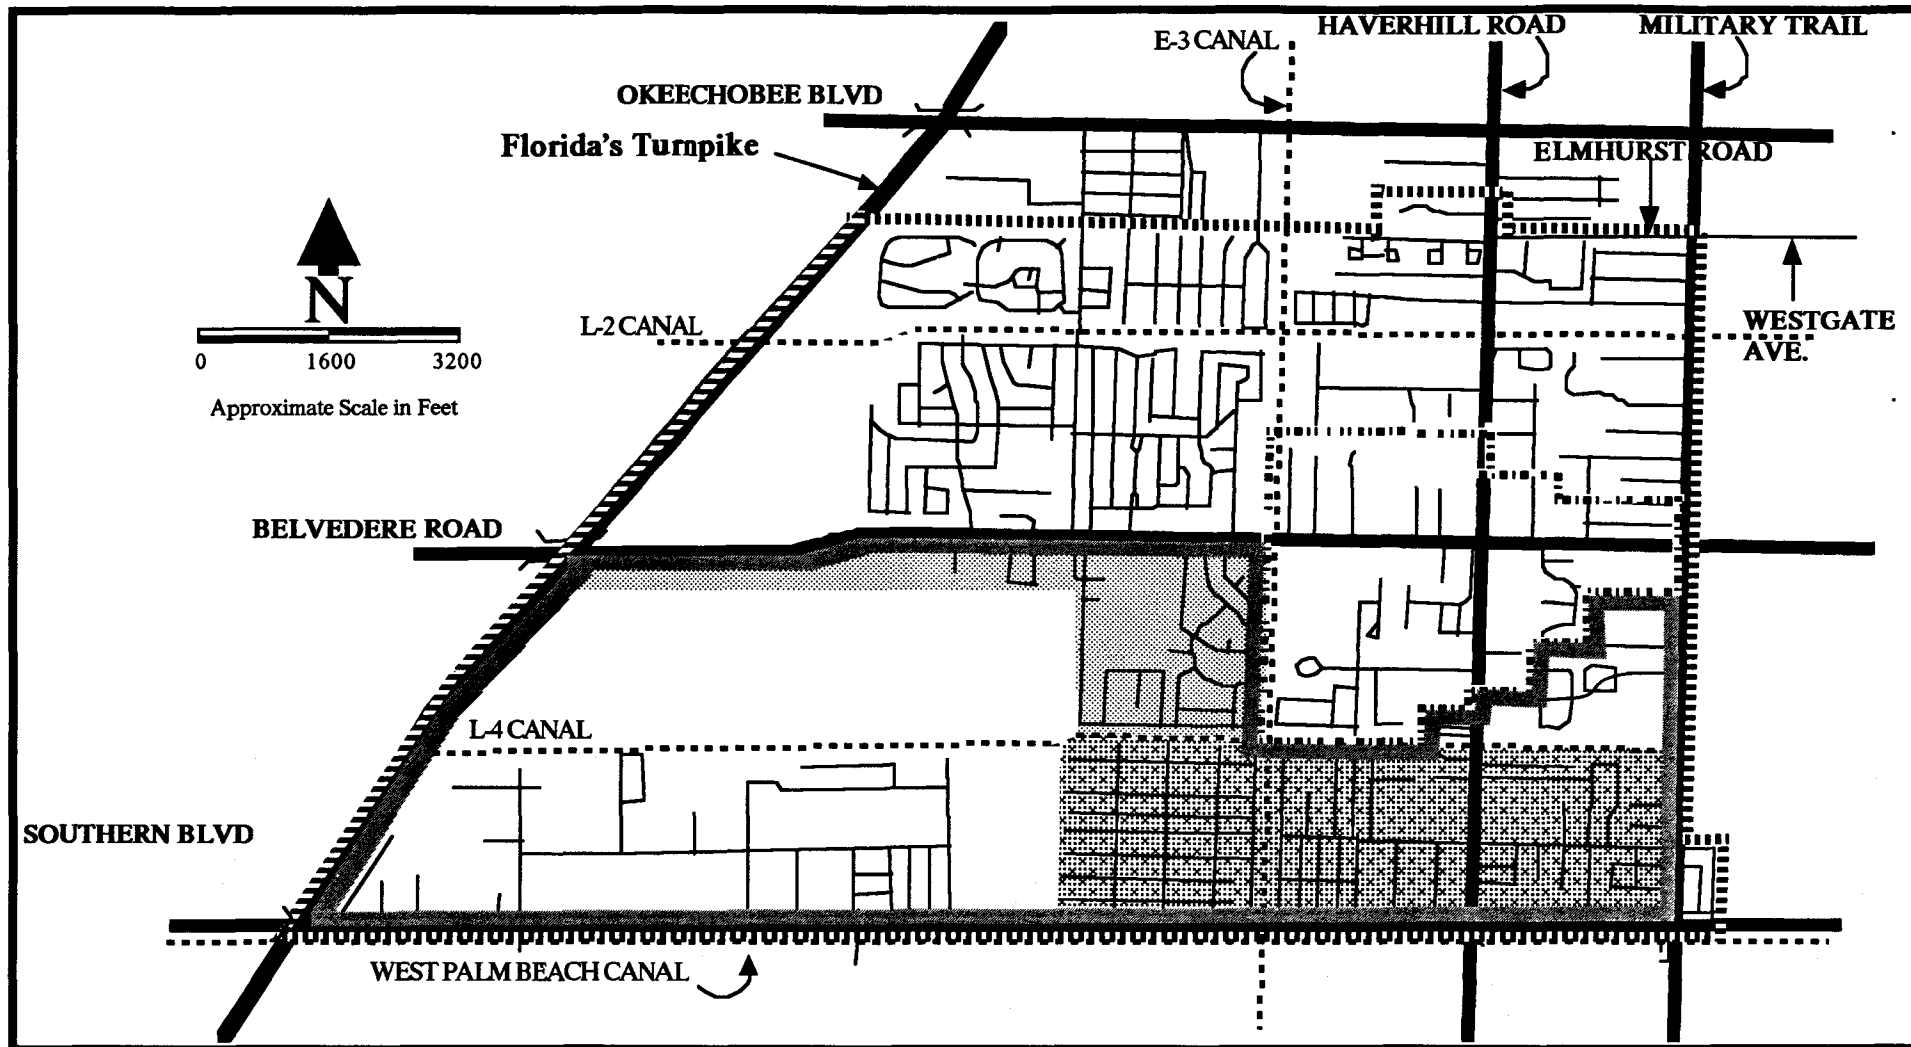 E-3 CANAL
HAVERHILL ROAD
MILITARY TRAIL
OKEECHOBEE BLVD
Florida's Turnpike
ELMHURST ROAD
N
L-2 CANAL
WESTGATE
AVE.
0 1600 3200
Approximate Scale in Feet
BELVEDERE ROAD
L-4 CANAL
SOUTHERN BLVD
WEST PALM BEACH CANAL